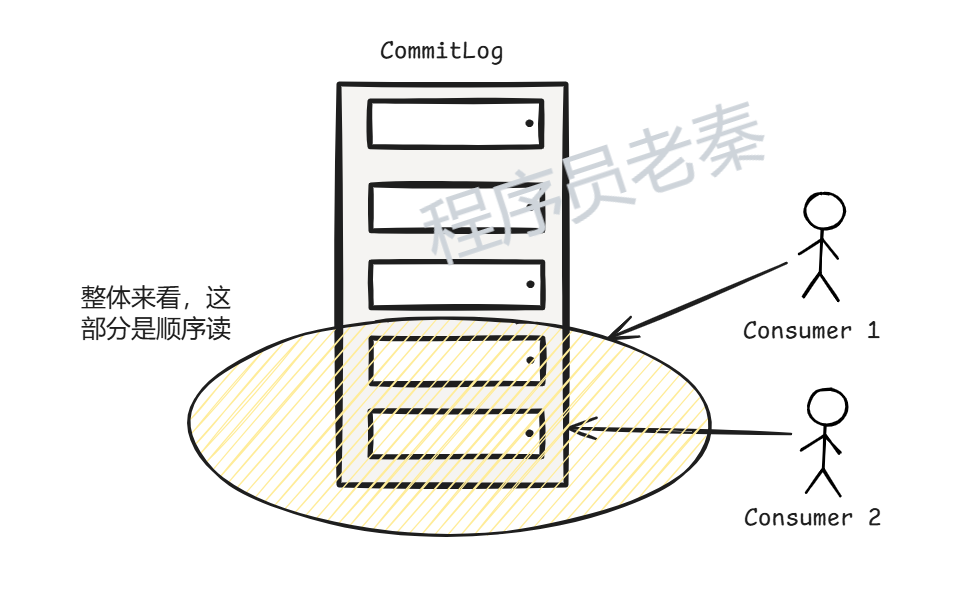 CommitLog
程序员老秦
整体来看，这
部分是顺序读
Consumer 1
Consumer 2